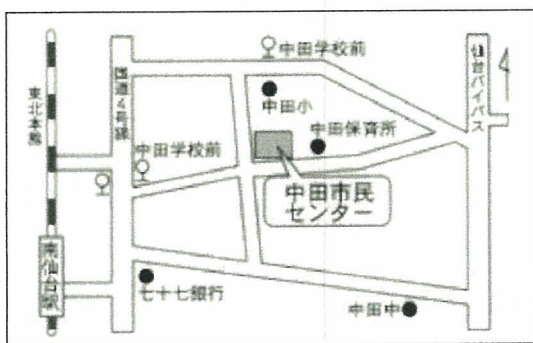 中田学校前
国道4号線
仙台バイパス
東北本線
中田小
中田保育所
中田学校前
中田市民
センター
南仙台駅
七十七銀行
中田中